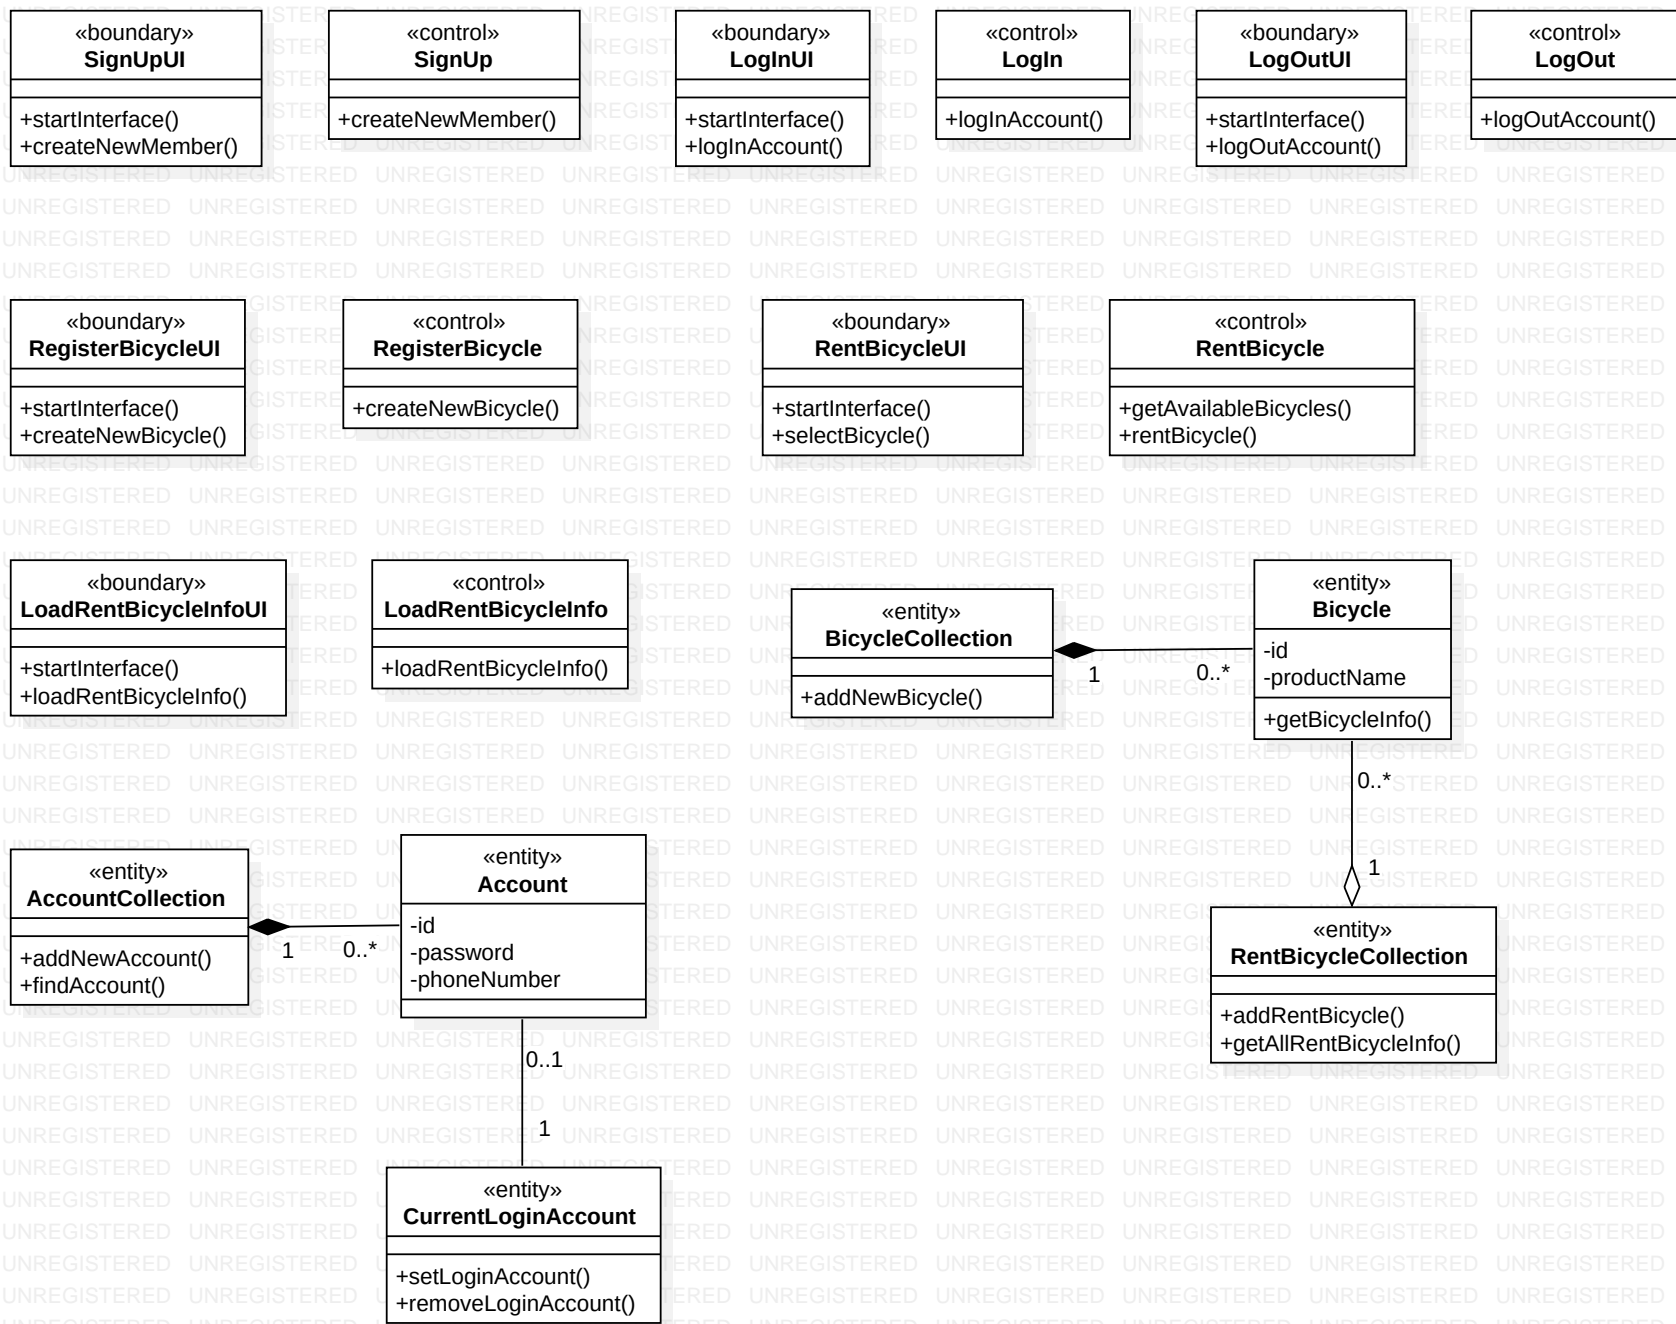 «boundary»
SignUpUI
+startInterface()
+createNewMember()
«control»
SignUp
+createNewMember()
«boundary»
LogInUI
+startInterface()
+logInAccount()
«control»
LogIn
+logInAccount()
«boundary»
LogOutUI
+startInterface()
+logOutAccount()
«control»
LogOut
+logOutAccount()
«boundary»
RegisterBicycleUI
+startInterface()
+createNewBicycle()
«control»
RegisterBicycle
+createNewBicycle()
«boundary»
RentBicycleUI
+startInterface()
+selectBicycle()
«control»
RentBicycle
+getAvailableBicycles()
+rentBicycle()
«boundary»
LoadRentBicycleInfoUI
+startInterface()
+loadRentBicycleInfo()
«control»
LoadRentBicycleInfo
+loadRentBicycleInfo()
«entity»
BicycleCollection
+addNewBicycle()
1
0..*
«entity»
Bicycle
-id
-productName
+getBicycleInfo()
0..*
1
«entity»
RentBicycleCollection
+addRentBicycle()
+getAllRentBicycleInfo()
«entity»
AccountCollection
+addNewAccount()
+findAccount()
1
0..*
«entity»
Account
-id
-password
-phoneNumber
0..1
1
«entity»
CurrentLoginAccount
+setLoginAccount()
+removeLoginAccount()
UNREGISTERED